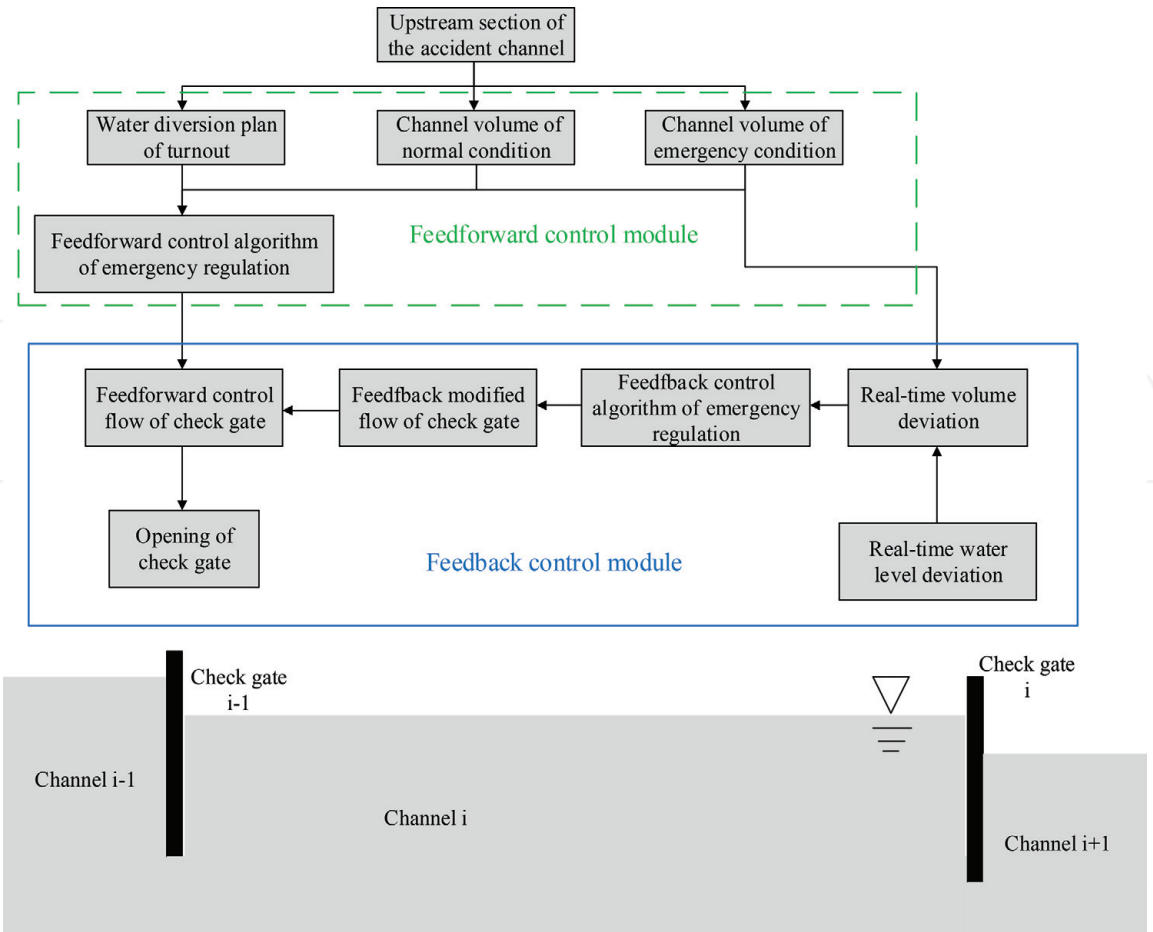 Upstream section of
the accident channel
Water diversion plan
of turnout
Channel volume of
normal condition
Channel volume of
emergency condition
Feedforward control algorithm
of emergency regulation
Feedforward control module
Feedforward control
flow of check gate
Feedfback modified
flow of check gate
Feedfback control
algorithm of emergency
regulation
Real-time volume
deviation
Opening of
check gate
Feedback control module
Real-time water
level deviation
Check gate
i-1
Check gate
i
Channel i-1
Channel i
Channel i+1